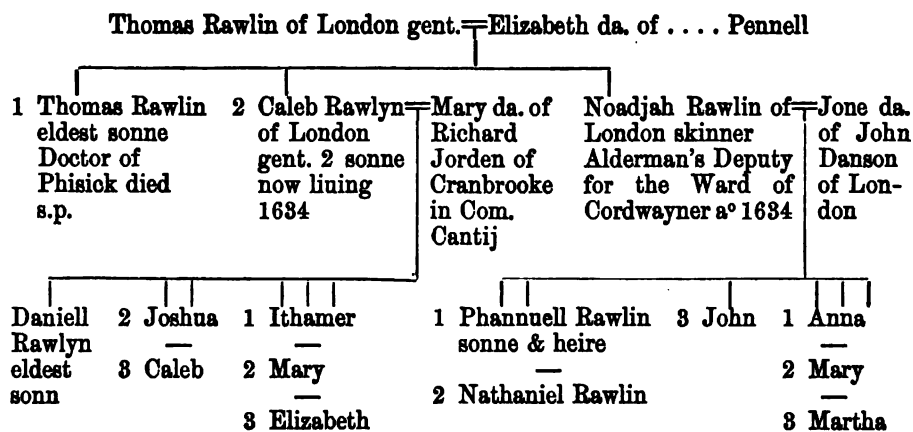 Thomas Rawlin of London gent.=Elizabeth da. of .... Pennell
1 Thomas Rawlin
eldest sonne
Doctor of
Phisick died
s.p.
2 Caleb Rawlyn=
of London
gent. 2 sonne
now liuing
1634
Mary da. of
Richard
Jorden of
Cranbrooke
in Com.
Cantij
Noadjah Rawlin of=
London skinner
Alderman's Deputy
for the Ward of
Cordwayner aº 1634
Jone da.
of John
Danson
of Lon-
don
Daniell
Rawlyn
eldest
sonn
2 Joshua
3 Caleb
1 Ithamer
2 Mary
3 Elizabeth
1 Phannuell Rawlin
sonne & heire
2 Nathaniel Rawlin
3 John
1 Anna
2 Mary
3 Martha